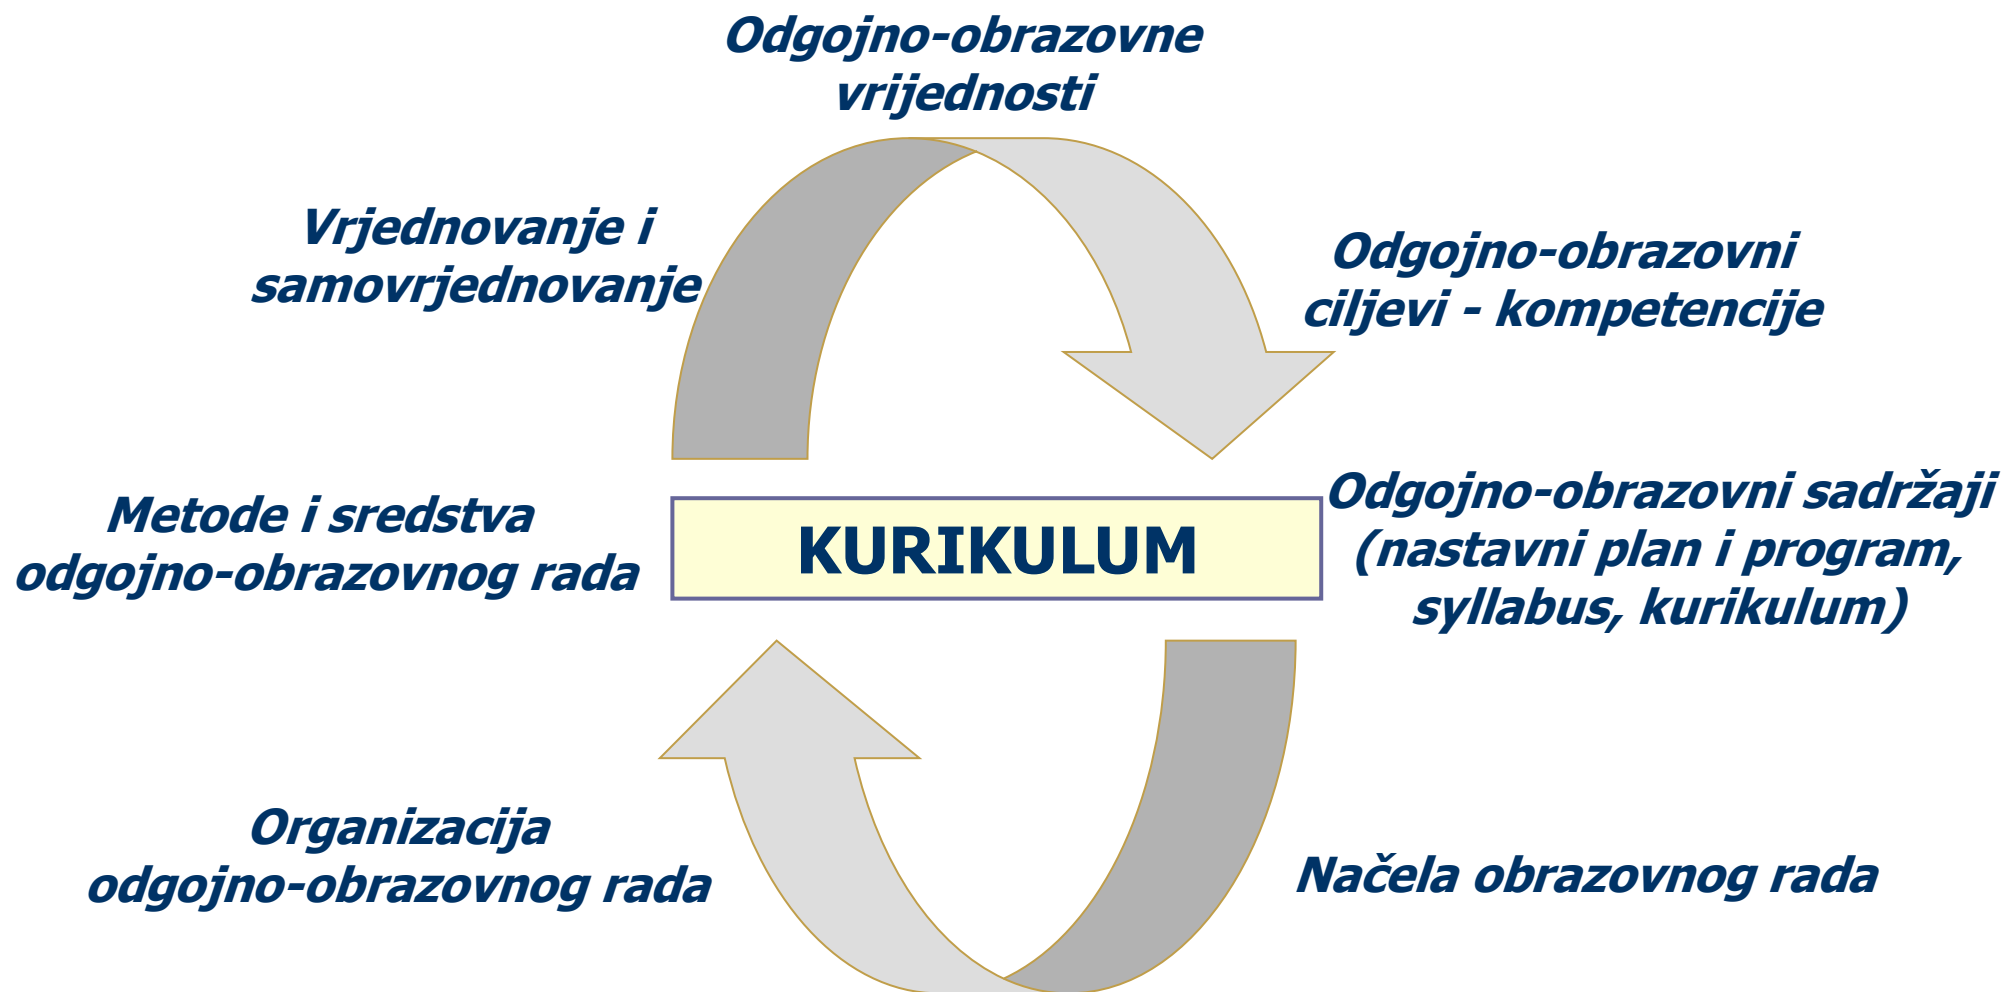 Odgojno-obrazovne
vrijednosti
Vrjednovanje i
samovrjednovanje
Odgojno-obrazovni
ciljevi - kompetencije
Metode i sredstva
odgojno-obrazovnog rada
KURIKULUM
Odgojno-obrazovni sadržaji
(nastavni plan i program,
syllabus, kurikulum)
Organizacija
odgojno-obrazovnog rada
Načela obrazovnog rada